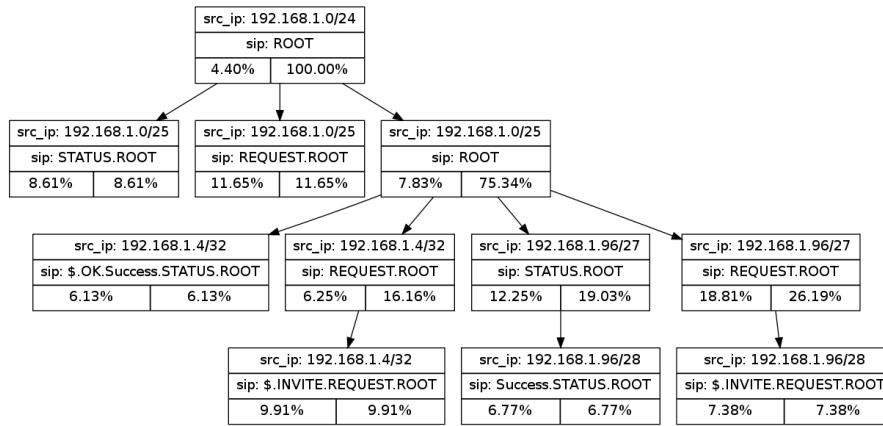 src_ip: 192.168.1.0/24
sip: ROOT
4.40% 100.00%
src_ip: 192.168.1.0/25
sip: STATUS.ROOT
8.61% 8.61%
src_ip: 192.168.1.0/25
sip: REQUEST.ROOT
11.65% 11.65%
src_ip: 192.168.1.0/25
sip: ROOT
7.83% 75.34%
src_ip: 192.168.1.4/32
sip: $.OK.Success.STATUS.ROOT
6.13% 6.13%
src_ip: 192.168.1.4/32
sip: REQUEST.ROOT
6.25% 16.16%
src_ip: 192.168.1.96/27
sip: STATUS.ROOT
12.25% 19.03%
src_ip: 192.168.1.96/27
sip: REQUEST.ROOT
18.81% 26.19%
src_ip: 192.168.1.4/32
sip: $.INVITE.REQUEST.ROOT
9.91% 9.91%
src_ip: 192.168.1.96/28
sip: Success.STATUS.ROOT
6.77% 6.77%
src_ip: 192.168.1.96/28
sip: $.INVITE.REQUEST.ROOT
7.38% 7.38%